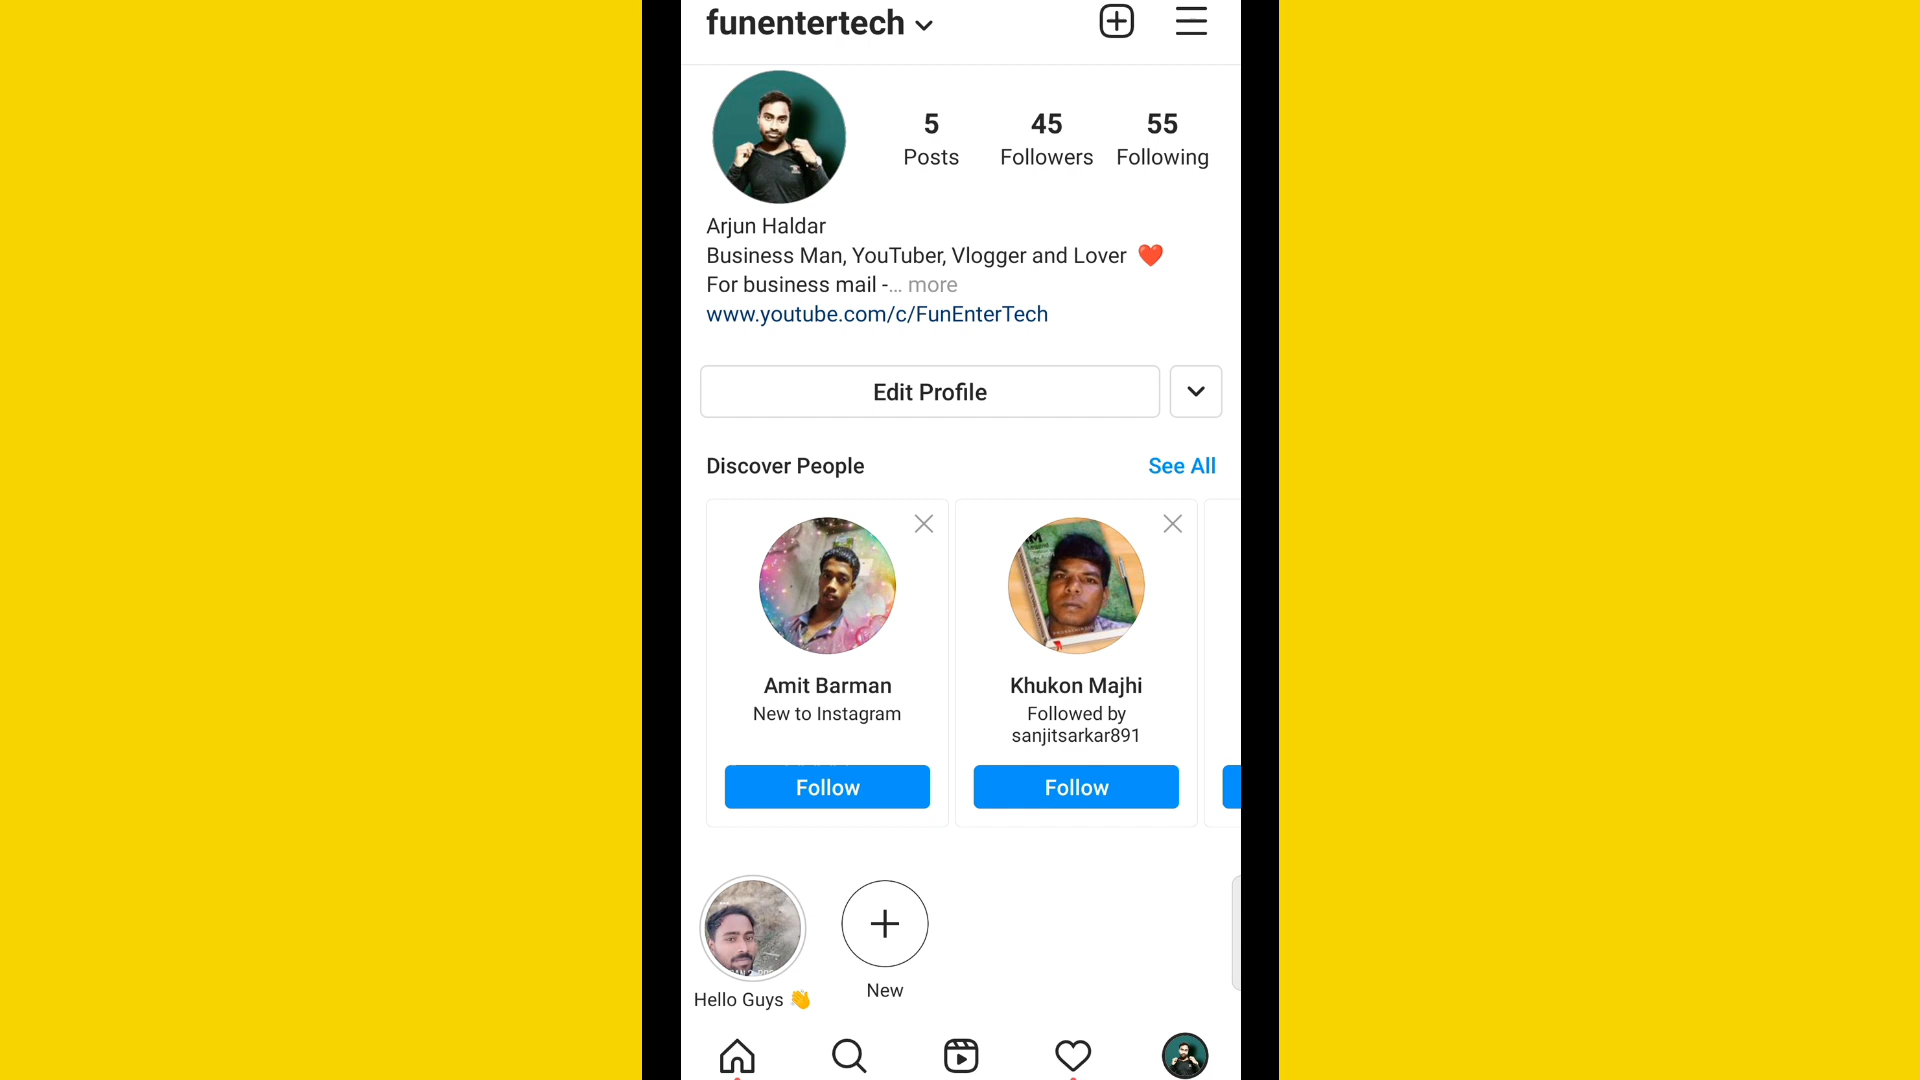 funentertech
5 45 55
Posts Followers Following
Arjun Haldar
Business Man, YouTuber, Vlogger and Lover ❤️
For business mail -... more
www.youtube.com/c/FunEnterTech
Edit Profile
Discover People See All
Amit Barman
New to Instagram
Follow
Khukon Majhi
Followed by
sanjitsarkar891
Follow
Hello Guys 👋
New